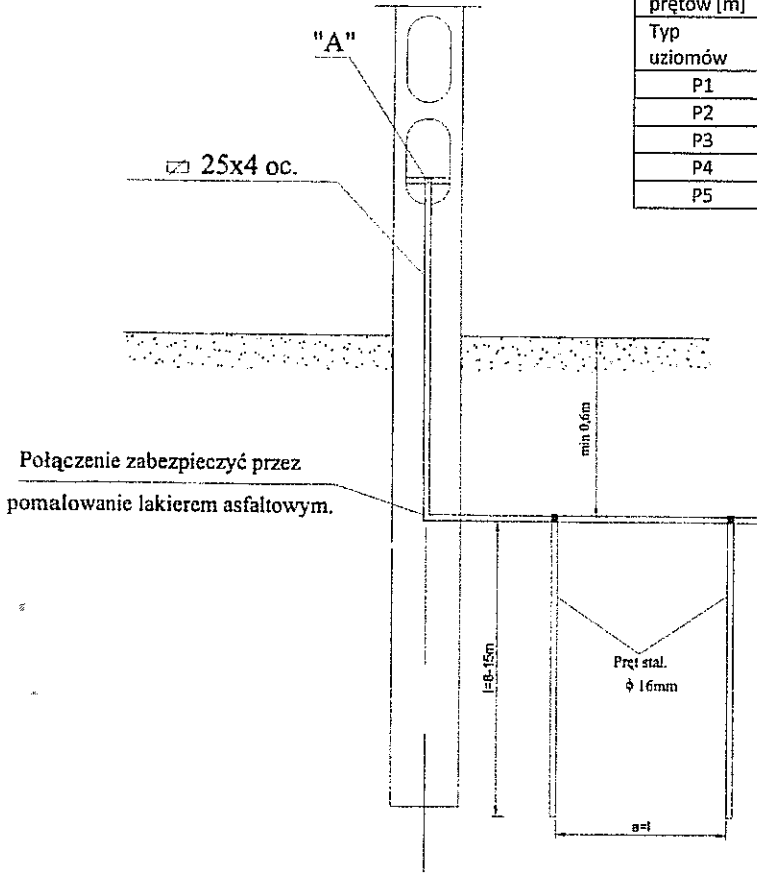 prętów [m]
Typ
uziomów
P1
P2
P3
P4
P5
"A"
25x4 oc.
min 0,6m
Połączenie zabezpieczyć przez
pomalowanie lakierem asfaltowym.
l=8-15m
Pręt stal.
ϕ 16mm
a=l